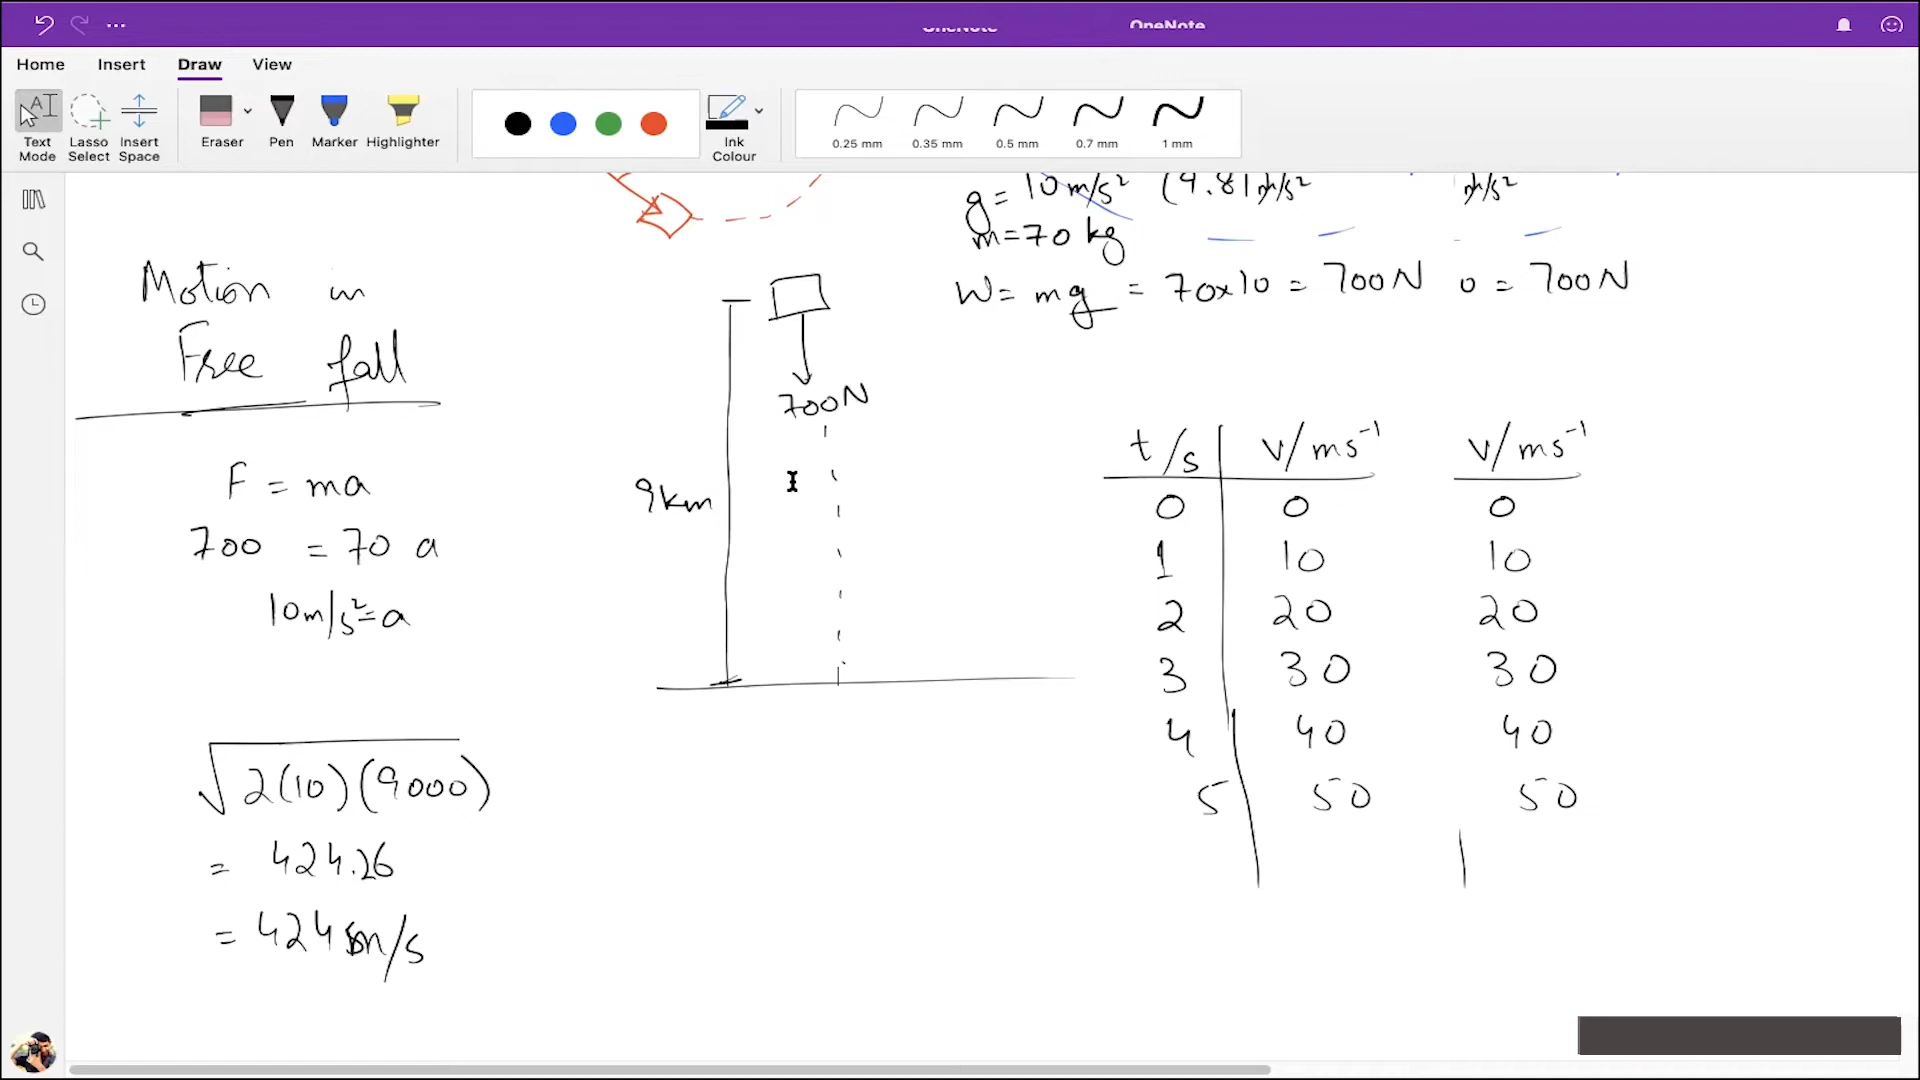 OneNote OneNote
Home Insert Draw View
Text Mode
Lasso Select
Insert Space
Eraser
Pen
Marker
Highlighter
Ink Colour
0.25 mm 0.35 mm 0.5 mm 0.7 mm 1 mm
g = 10 m/s² (9.81 m/s² m/s²
m = 70 kg
W = mg = 70x10 = 700N 0 = 700N
Motion in
Free fall
F = ma
700 = 70 a
10m/s² = a
√2(10)(9000)
= 424.26
= 424 m/s
700N
9km
t/s v/ms⁻¹ v/ms⁻¹
0 0 0
1 10 10
2 20 20
3 30 30
4 40 40
5 50 50